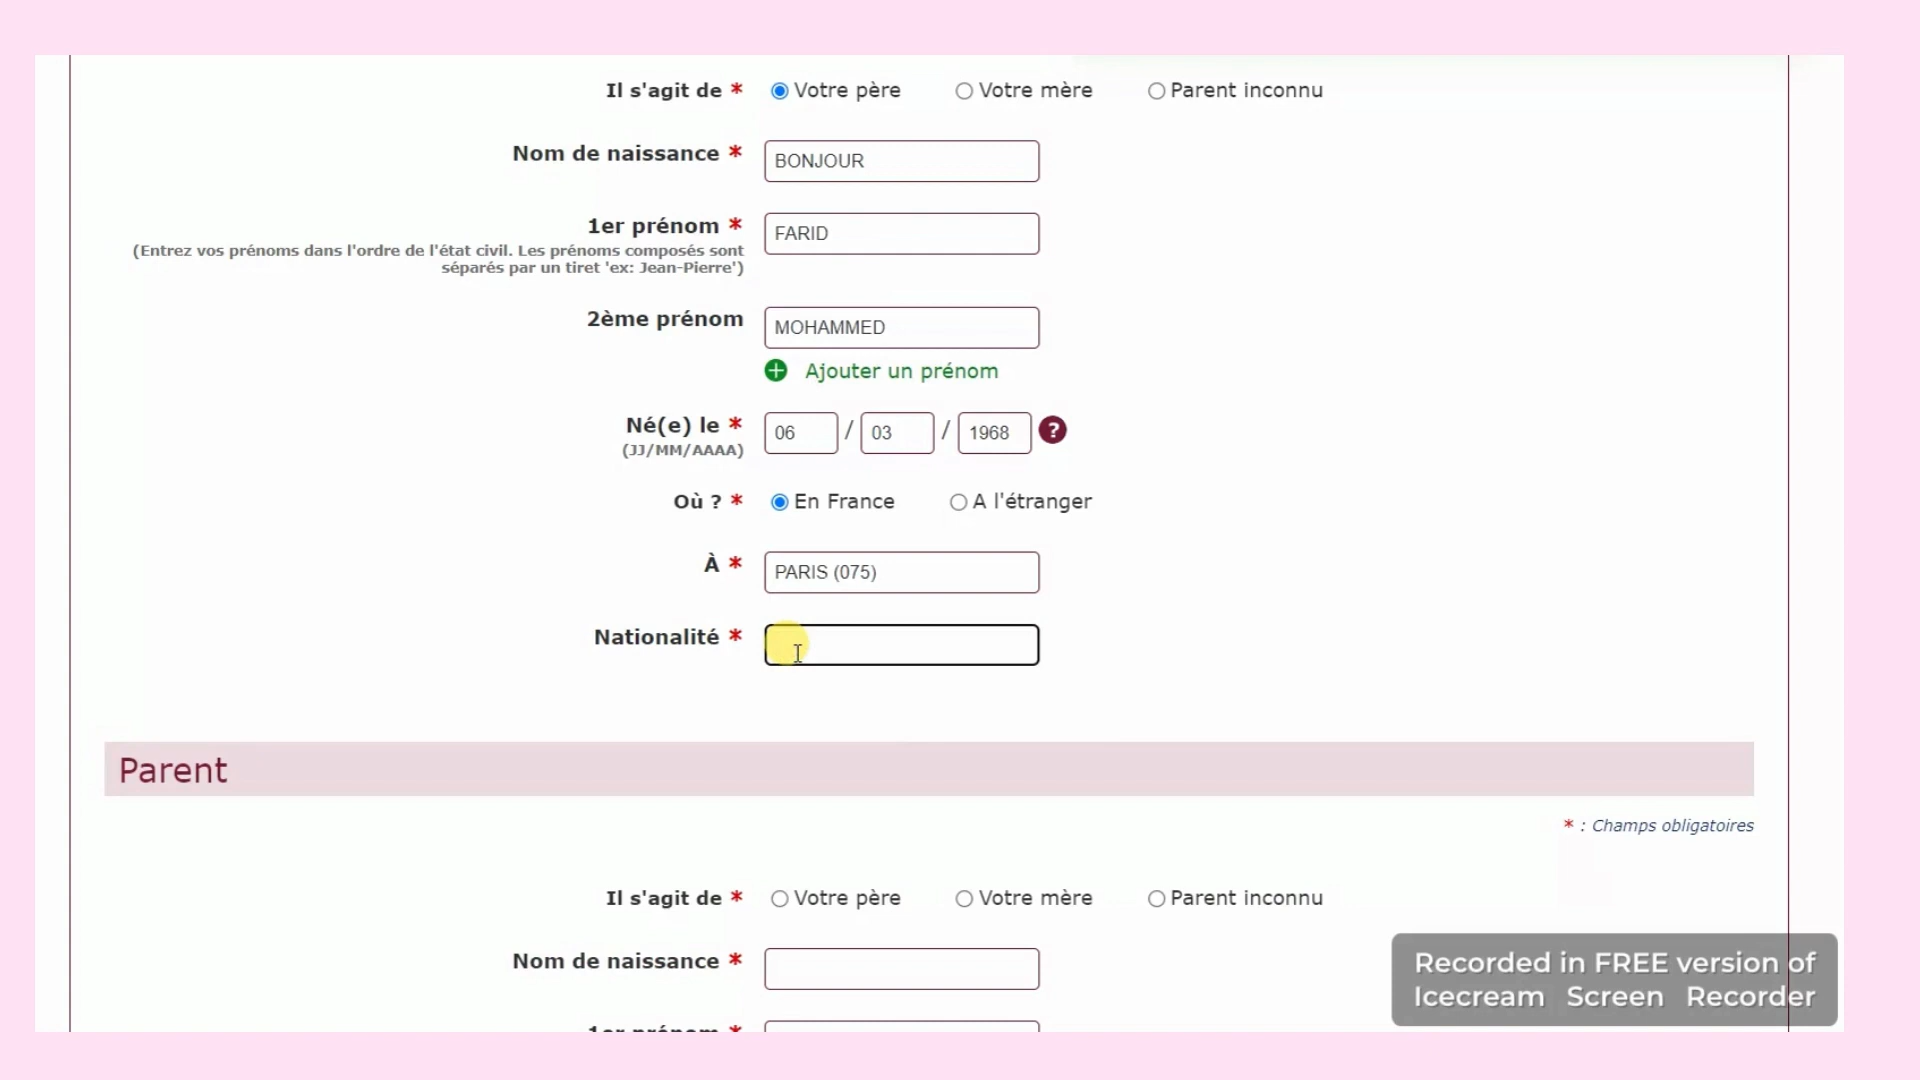 Il s'agit de * Votre père Votre mère Parent inconnu
Nom de naissance * BONJOUR
1er prénom * FARID
(Entrez vos prénoms dans l'ordre de l'état civil. Les prénoms composés sont
séparés par un tiret 'ex: Jean-Pierre')
2ème prénom MOHAMMED
Ajouter un prénom
Né(e) le * 06 / 03 / 1968 ?
(JJ/MM/AAAA)
Où ? * En France A l'étranger
À * PARIS (075)
Nationalité *
Parent
* : Champs obligatoires
Il s'agit de * Votre père Votre mère Parent inconnu
Nom de naissance *
1er prénom *
Recorded in FREE version of
Icecream Screen Recorder